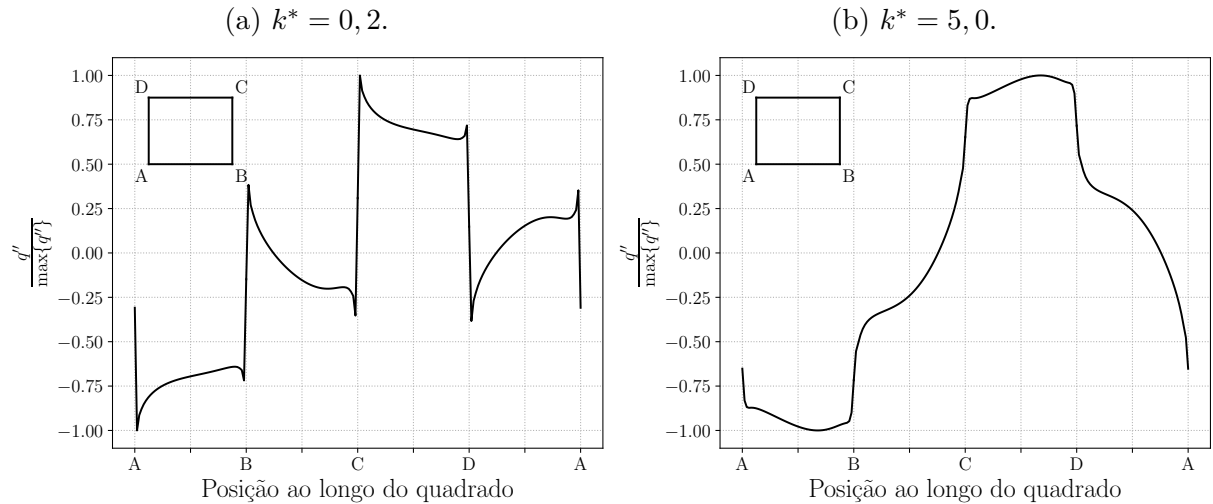 (a) k* = 0, 2.
D C
A B
1.00
0.75
0.50
0.25
0.00
−0.25
−0.50
−0.75
−1.00
q″
max{q″}
A B C D A
Posição ao longo do quadrado
(b) k* = 5, 0.
D C
A B
1.00
0.75
0.50
0.25
0.00
−0.25
−0.50
−0.75
−1.00
q″
max{q″}
A B C D A
Posição ao longo do quadrado